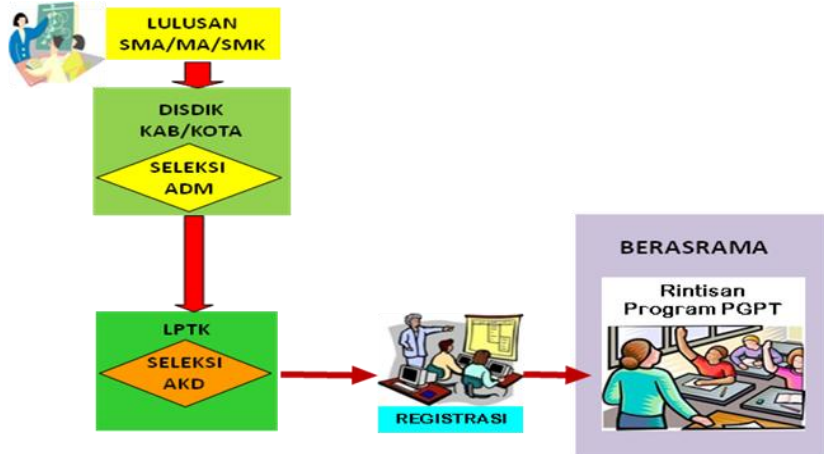 LULUSAN
SMA/MA/SMK
DISDIK
KAB/KOTA
SELEKSI
ADM
LPTK
SELEKSI
AKD
REGISTRASI
BERASRAMA
Rintisan
Program PGPT